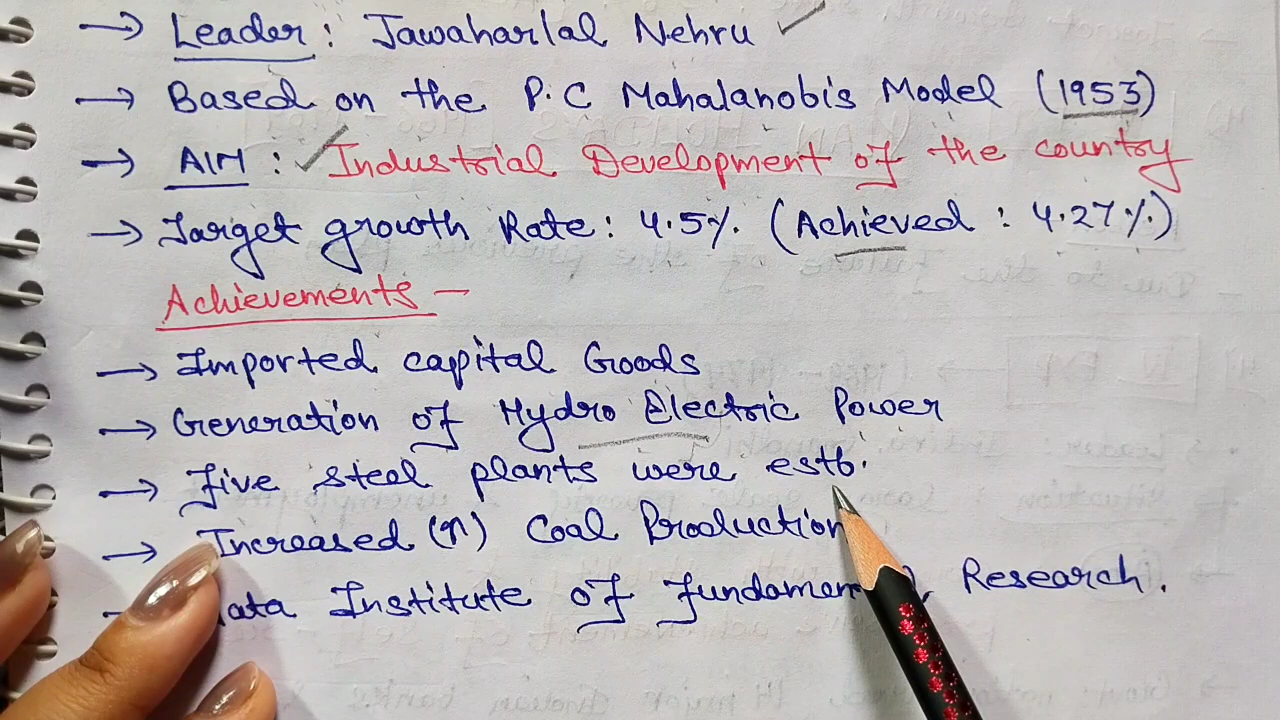 → Leader: Jawaharlal Nehru ✓
→ Based on the P.C Mahalanobis Model (1953)
→ AIM: ✓ Industrial Development of the country
→ Target growth Rate: 4.5%. (Achieved: 4.27%.)
Achievements -
→ Imported capital Goods
→ Generation of Hydro Electric Power
→ Five steel plants were estb.
→ Increased (↑) Coal Production
Institute of Research.